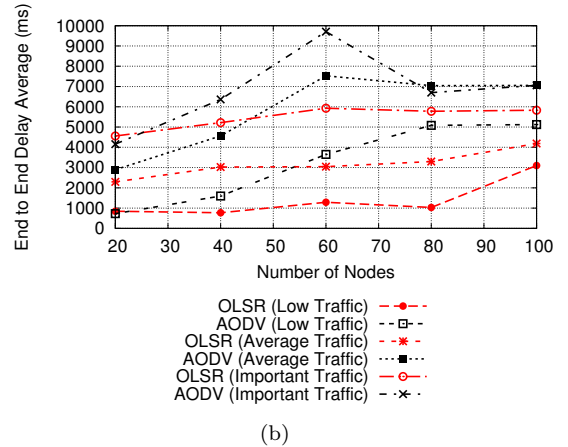 End to End Delay Average (ms)
10000
9000
8000
7000
6000
5000
4000
3000
2000
1000
0
20 30 40 50 60 70 80 90 100
Number of Nodes
OLSR (Low Traffic)
AODV (Low Traffic)
OLSR (Average Traffic)
AODV (Average Traffic)
OLSR (Important Traffic)
AODV (Important Traffic)
(b)